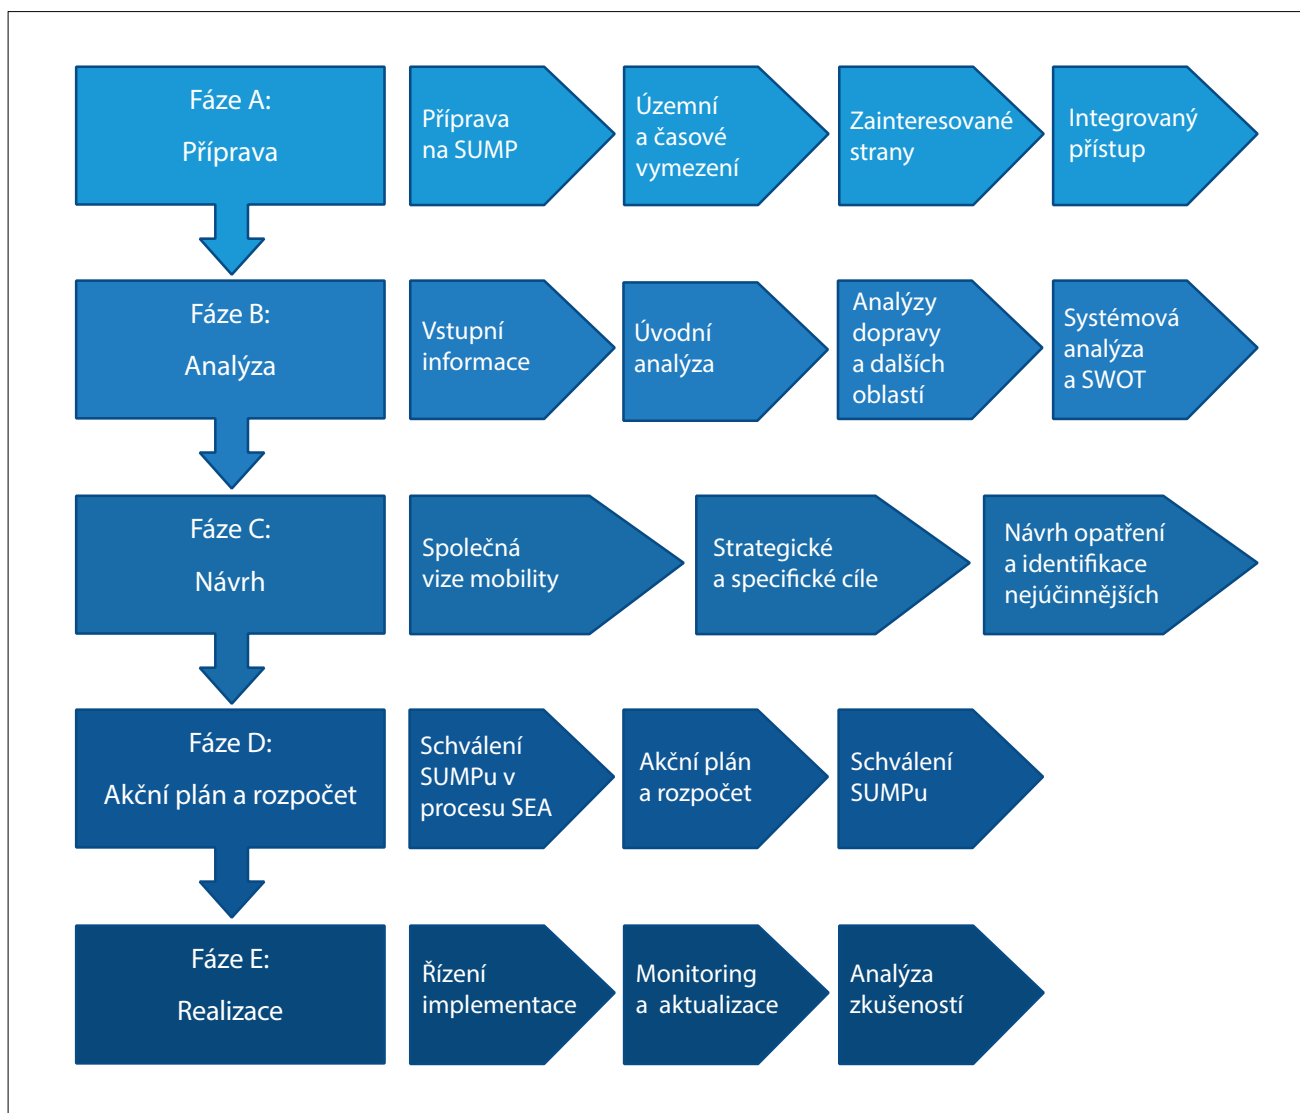 Fáze A:
Příprava
Příprava
na SUMP
Územní
a časové
vymezení
Zainteresované
strany
Integrovaný
přístup
Fáze B:
Analýza
Vstupní
informace
Úvodní
analýza
Analýzy
dopravy
a dalších
oblastí
Systémová
analýza
a SWOT
Fáze C:
Návrh
Společná
vize mobility
Strategické
a specifické cíle
Návrh opatření
a identifikace
nejúčinnějších
Fáze D:
Akční plán a rozpočet
Schválení
SUMPu v
procesu SEA
Akční plán
a rozpočet
Schválení
SUMPu
Fáze E:
Realizace
Řízení
implementace
Monitoring
a aktualizace
Analýza
zkušeností